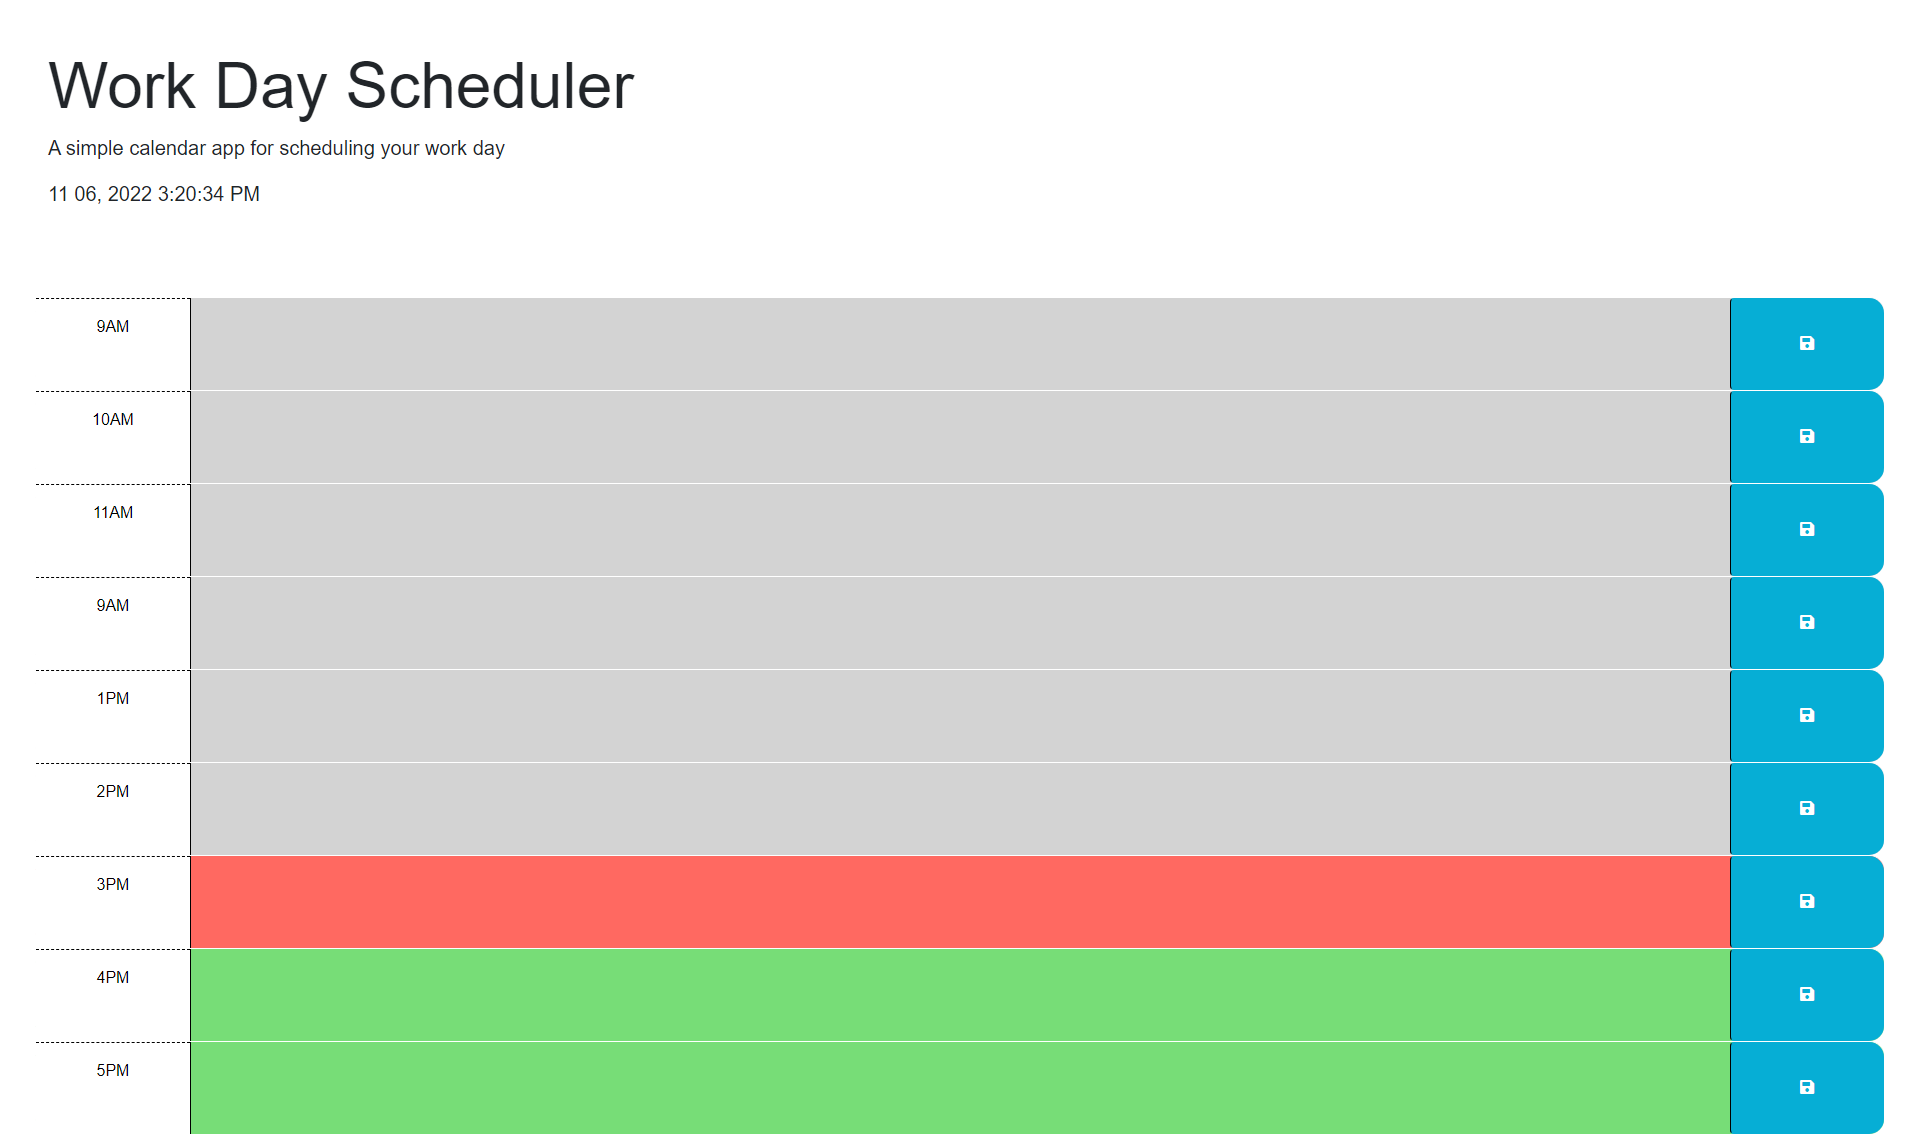 Work Day Scheduler
A simple calendar app for scheduling your work day
11 06, 2022 3:20:34 PM
9AM
10AM
11AM
9AM
1PM
2PM
3PM
4PM
5PM